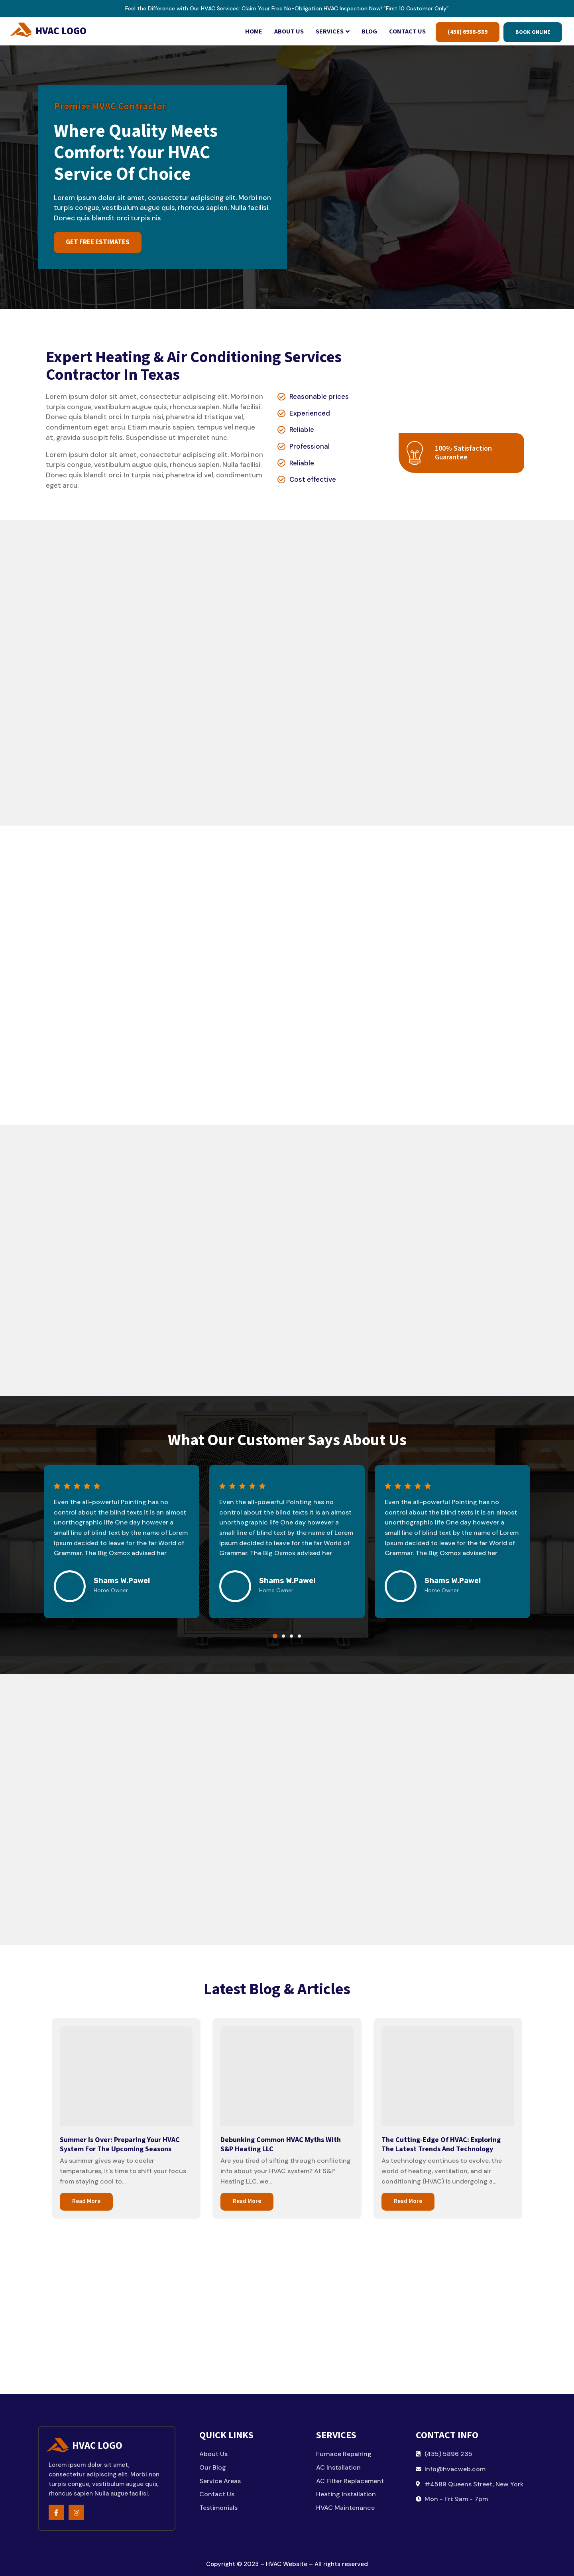 Feel the Difference with Our HVAC Services: Claim Your Free No-Obligation HVAC Inspection Now! "First 10 Customer Only"
HVAC LOGO
HOME
ABOUT US
SERVICES
BLOG
CONTACT US
(458) 6986-589
BOOK ONLINE
Premier HVAC Contractor
Where Quality Meets
Comfort: Your HVAC
Service Of Choice
Lorem ipsum dolor sit amet, consectetur adipiscing elit. Morbi non
turpis congue, vestibulum augue quis, rhoncus sapien. Nulla facilisi.
Donec quis blandit orci turpis nis
GET FREE ESTIMATES
Expert Heating & Air Conditioning Services
Contractor In Texas
Lorem ipsum dolor sit amet, consectetur adipiscing elit. Morbi non
turpis congue, vestibulum augue quis, rhoncus sapien. Nulla facilisi.
Donec quis blandit orci. In turpis nisi, pharetra id tristique vel,
condimentum eget arcu. Etiam mauris sapien, tempus vel neque
at, gravida suscipit felis. Suspendisse ut imperdiet nunc.
Lorem ipsum dolor sit amet, consectetur adipiscing elit. Morbi non
turpis congue, vestibulum augue quis, rhoncus sapien. Nulla facilisi.
Donec quis blandit orci. In turpis nisi, pharetra id vel, condimentum
eget arcu.
Reasonable prices
Experienced
Reliable
Professional
Reliable
Cost effective
100% Satisfaction
Guarantee
What Our Customer Says About Us
Even the all-powerful Pointing has no
control about the blind texts it is an almost
unorthographic life One day however a
small line of blind text by the name of Lorem
Ipsum decided to leave for the far World of
Grammar. The Big Oxmox advised her
Shams W.Pawel
Home Owner
Even the all-powerful Pointing has no
control about the blind texts it is an almost
unorthographic life One day however a
small line of blind text by the name of Lorem
Ipsum decided to leave for the far World of
Grammar. The Big Oxmox advised her
Shams W.Pawel
Home Owner
Even the all-powerful Pointing has no
control about the blind texts it is an almost
unorthographic life One day however a
small line of blind text by the name of Lorem
Ipsum decided to leave for the far World of
Grammar. The Big Oxmox advised her
Shams W.Pawel
Home Owner
Latest Blog & Articles
Summer Is Over: Preparing Your HVAC
System For The Upcoming Seasons
As summer gives way to cooler
temperatures, it's time to shift your focus
from staying cool to...
Read More
Debunking Common HVAC Myths With
S&P Heating LLC
Are you tired of sifting through conflicting
info about your HVAC system? At S&P
Heating LLC, we...
Read More
The Cutting-Edge Of HVAC: Exploring
The Latest Trends And Technology
As technology continues to evolve, the
world of heating, ventilation, and air
conditioning (HVAC) is undergoing a...
Read More
HVAC LOGO
Lorem ipsum dolor sit amet,
consectetur adipiscing elit. Morbi non
turpis congue, vestibulum augue quis,
rhoncus sapien Nulla augue facilisi.
QUICK LINKS
About Us
Our Blog
Service Areas
Contact Us
Testimonials
SERVICES
Furnace Repairing
AC Installation
AC Filter Replacement
Heating Installation
HVAC Maintenance
CONTACT INFO
(435) 5896 235
Info@hvacweb.com
#4589 Queens Street, New York
Mon - Fri: 9am - 7pm
Copyright © 2023 – HVAC Website – All rights reserved